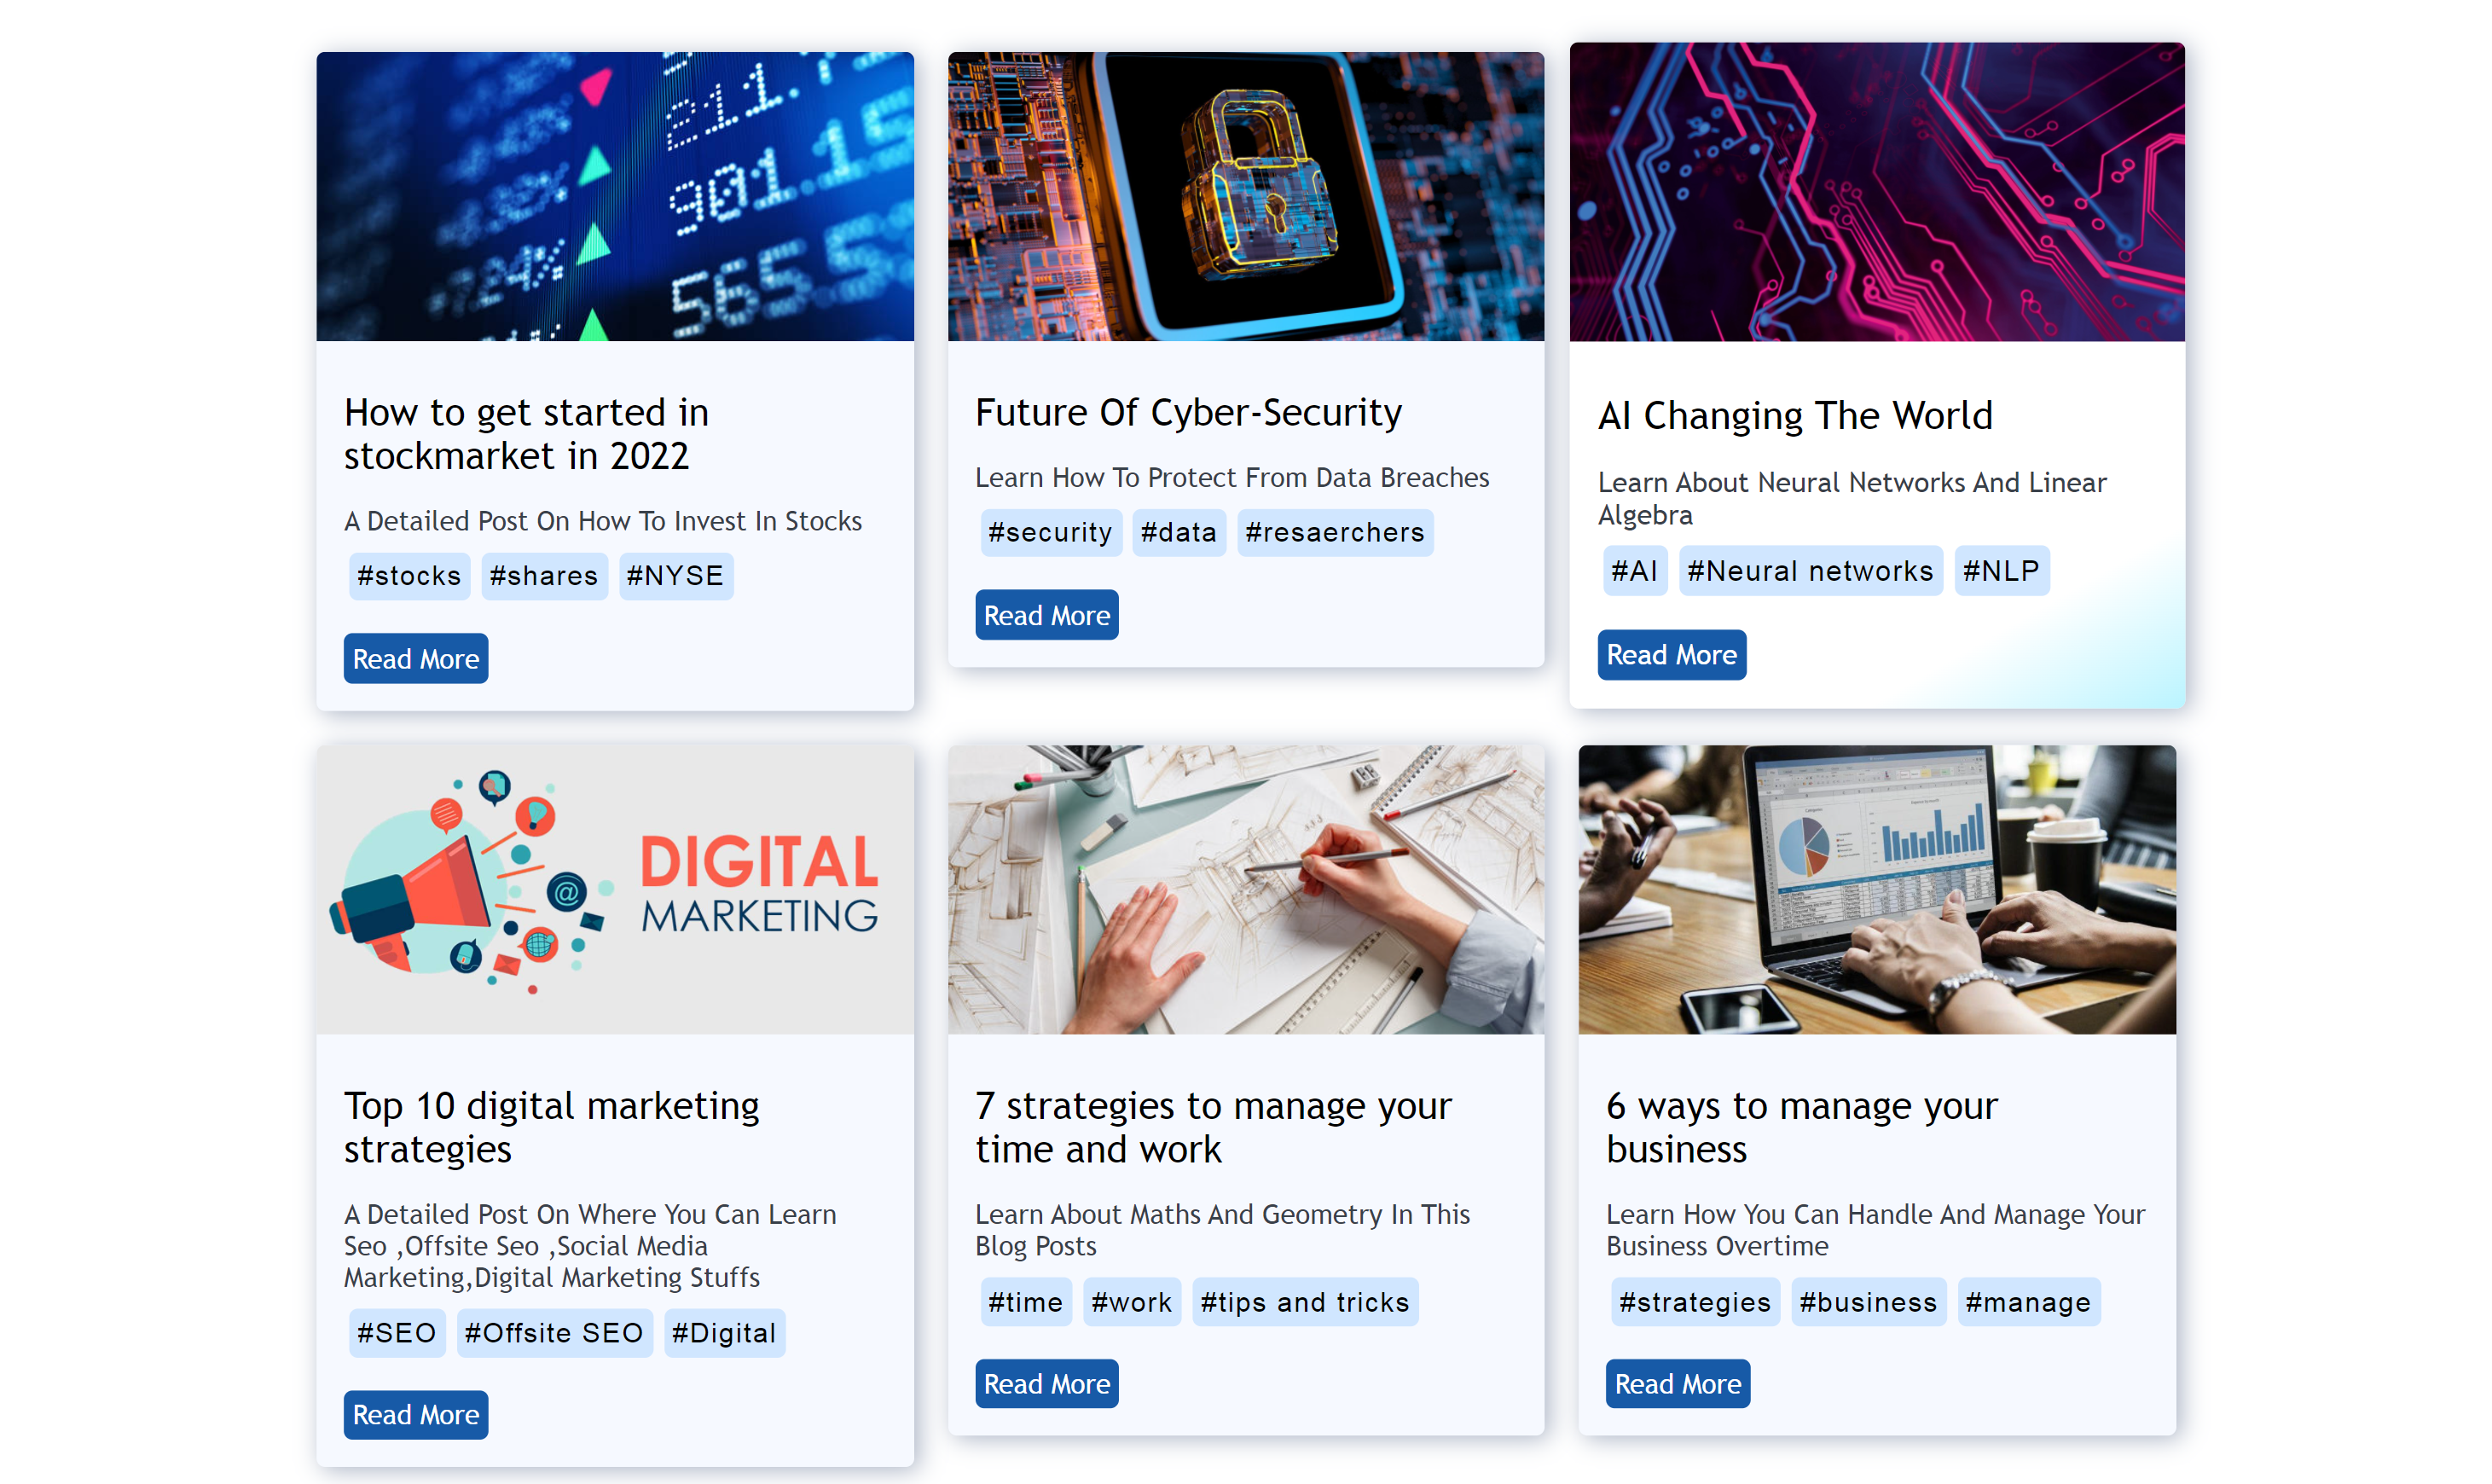 211.
901.15
565.5
How to get started in
stockmarket in 2022
A Detailed Post On How To Invest In Stocks
#stocks #shares #NYSE
Read More
Future Of Cyber-Security
Learn How To Protect From Data Breaches
#security #data #resaerchers
Read More
AI Changing The World
Learn About Neural Networks And Linear
Algebra
#AI #Neural networks #NLP
Read More
DIGITAL
MARKETING
Top 10 digital marketing
strategies
A Detailed Post On Where You Can Learn
Seo ,Offsite Seo ,Social Media
Marketing,Digital Marketing Stuffs
#SEO #Offsite SEO #Digital
Read More
7 strategies to manage your
time and work
Learn About Maths And Geometry In This
Blog Posts
#time #work #tips and tricks
Read More
6 ways to manage your
business
Learn How You Can Handle And Manage Your
Business Overtime
#strategies #business #manage
Read More